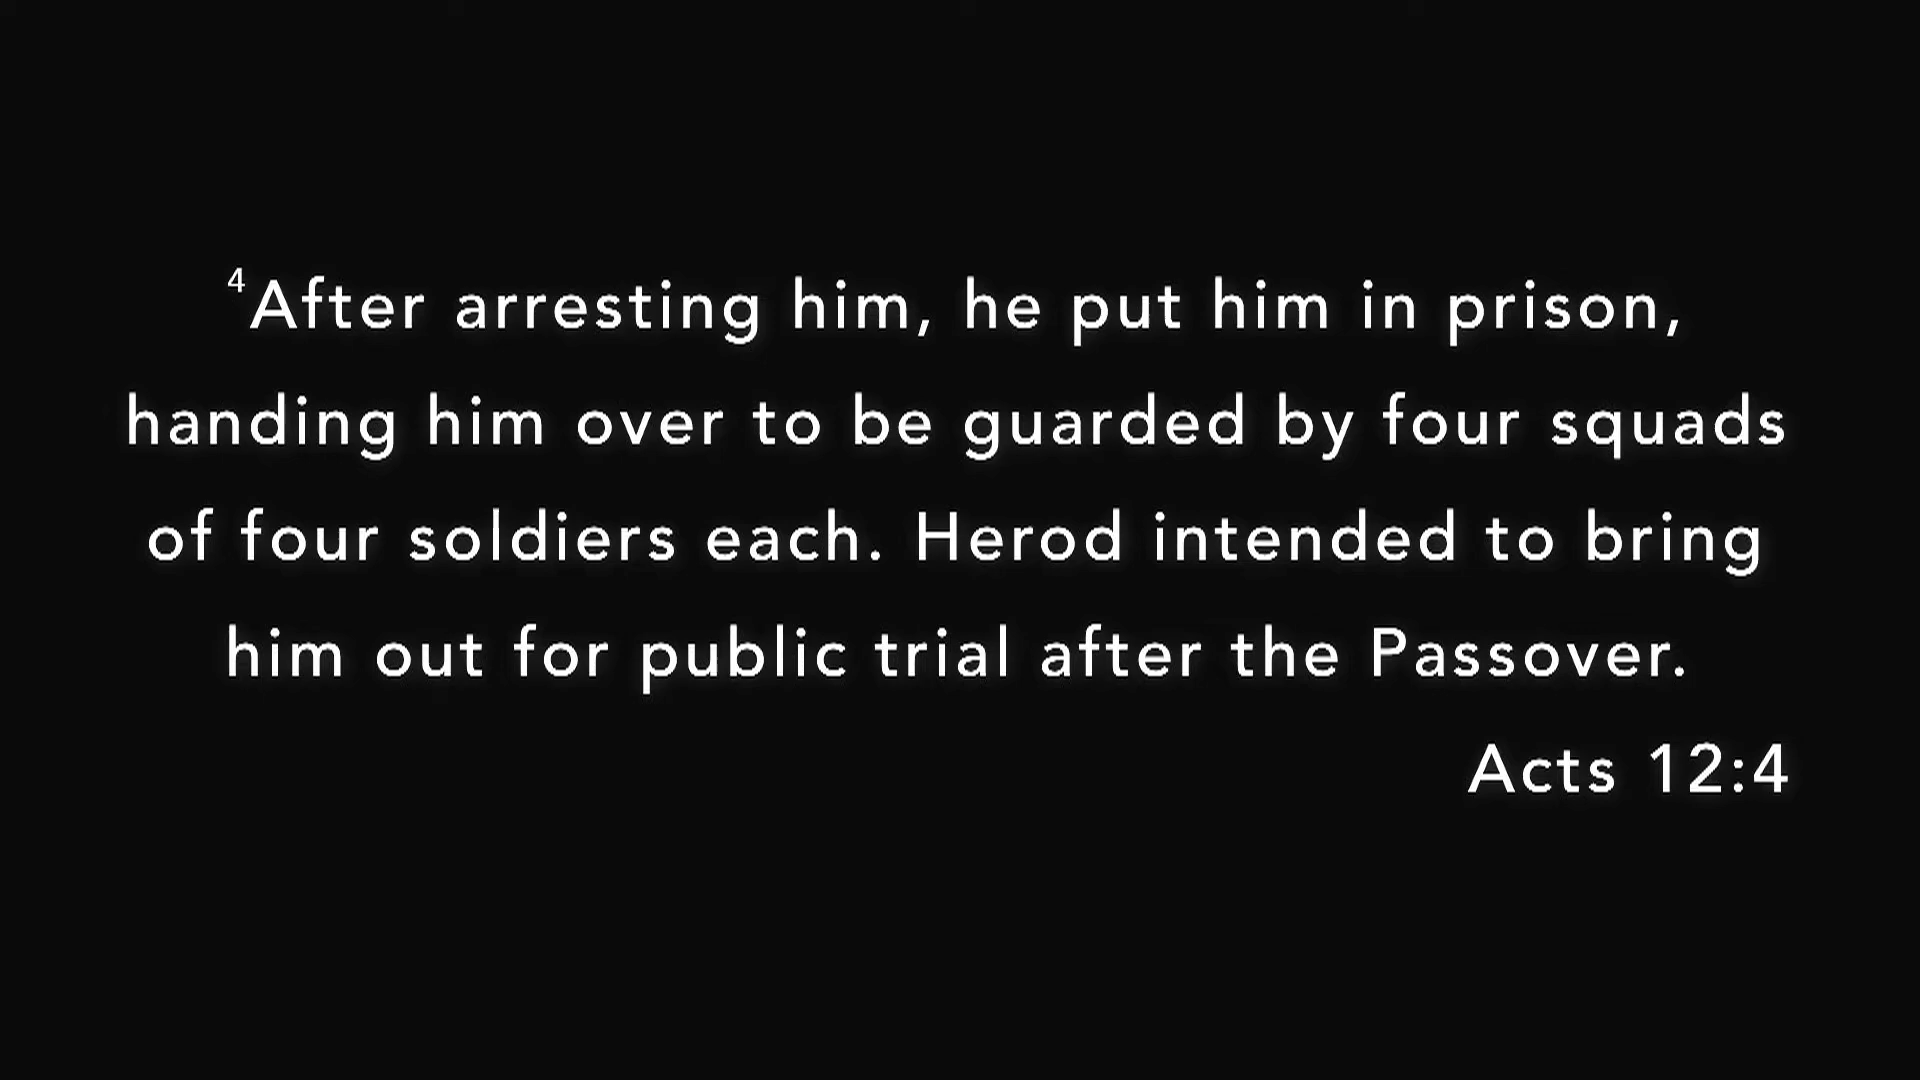 ⁴After arresting him, he put him in prison,
handing him over to be guarded by four squads
of four soldiers each. Herod intended to bring
him out for public trial after the Passover.
Acts 12:4